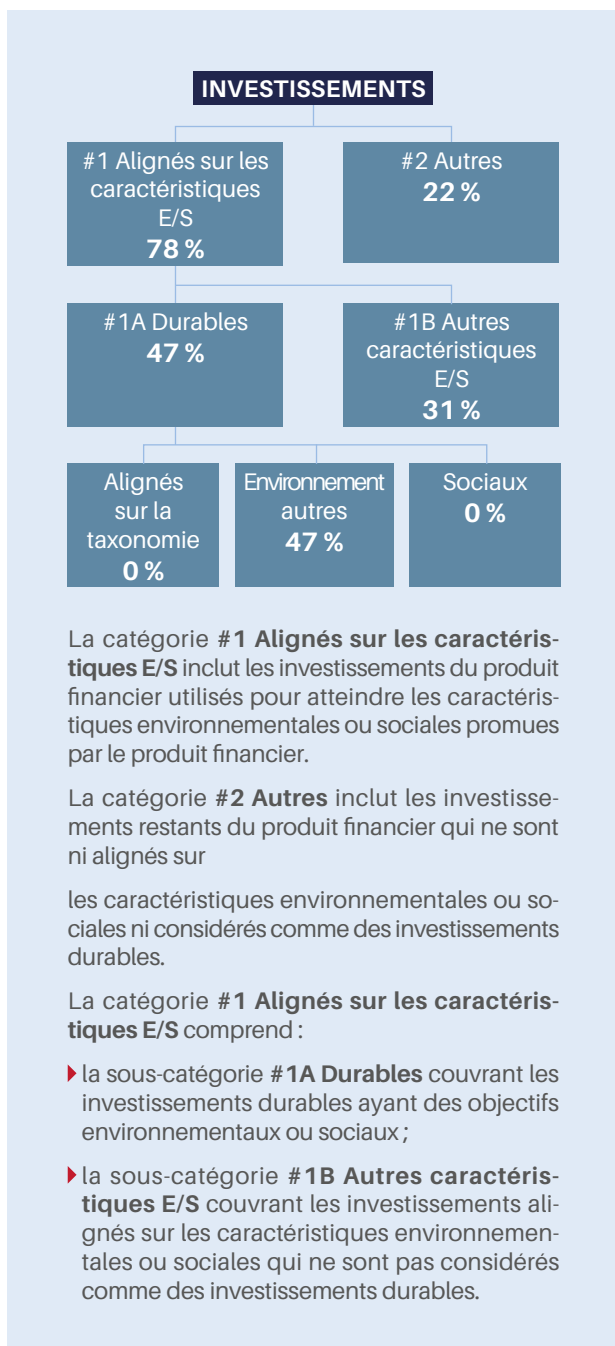 INVESTISSEMENTS
#1 Alignés sur les
caractéristiques
E/S
78 %
#2 Autres
22 %
#1A Durables
47 %
#1B Autres
caractéristiques
E/S
31 %
Alignés
sur la
taxonomie
0 %
Environnement
autres
47 %
Sociaux
0 %
La catégorie #1 Alignés sur les caractéris-
tiques E/S inclut les investissements du produit
financier utilisés pour atteindre les caractéris-
tiques environnementales ou sociales promues
par le produit financier.
La catégorie #2 Autres inclut les investisse-
ments restants du produit financier qui ne sont
ni alignés sur
les caractéristiques environnementales ou so-
ciales ni considérés comme des investissements
durables.
La catégorie #1 Alignés sur les caractéris-
tiques E/S comprend :
la sous-catégorie #1A Durables couvrant les
investissements durables ayant des objectifs
environnementaux ou sociaux ;
la sous-catégorie #1B Autres caractéris-
tiques E/S couvrant les investissements ali-
gnés sur les caractéristiques environnemen-
tales ou sociales qui ne sont pas considérés
comme des investissements durables.